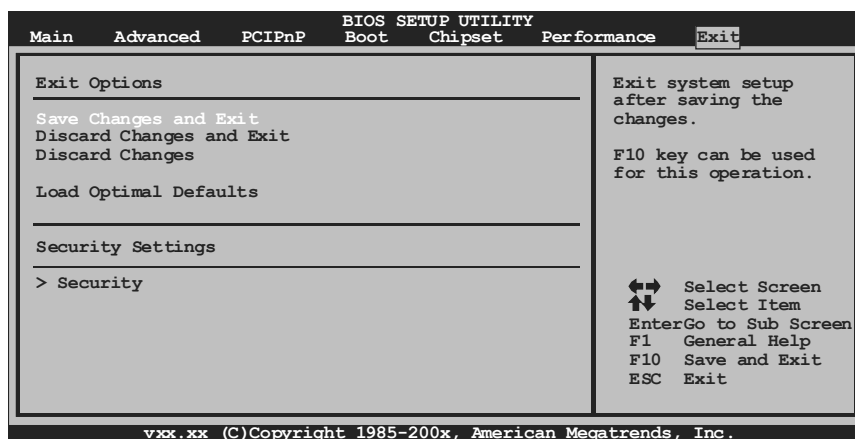 BIOS SETUP UTILITY
Main Advanced PCIPnP Boot Chipset Performance Exit
Exit Options
Save Changes and Exit
Discard Changes and Exit
Discard Changes
Load Optimal Defaults
Security Settings
> Security
Exit system setup
after saving the
changes.
F10 key can be used
for this operation.
Select Screen
Select Item
EnterGo to Sub Screen
F1 General Help
F10 Save and Exit
ESC Exit
vxx.xx (C)Copyright 1985-200x, American Megatrends, Inc.